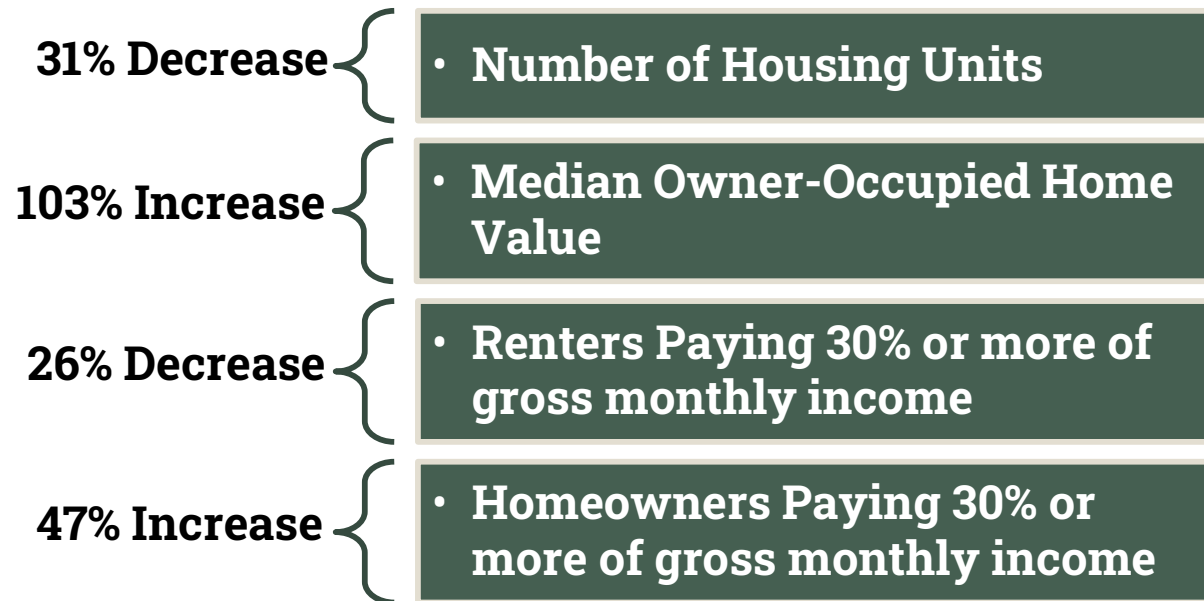 31% Decrease
• Number of Housing Units
103% Increase
• Median Owner-Occupied Home
Value
26% Decrease
• Renters Paying 30% or more of
gross monthly income
47% Increase
• Homeowners Paying 30% or
more of gross monthly income